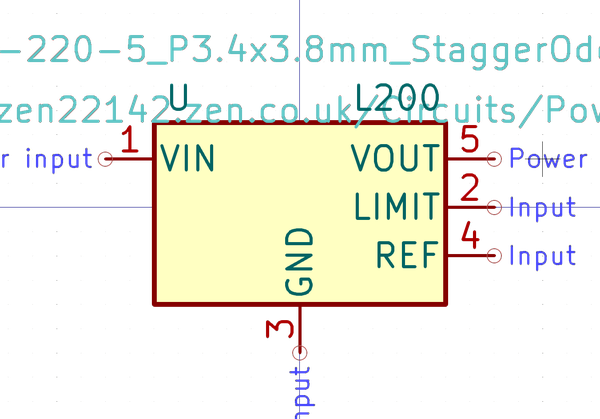 -220-5_P3.4x3.8mm_StaggerOd
zen22142.zen.co.uk/Circuits/Pow
U L200
1 5
r input VIN VOUT Power
2
LIMIT Input
4
REF Input
GND
3
nput